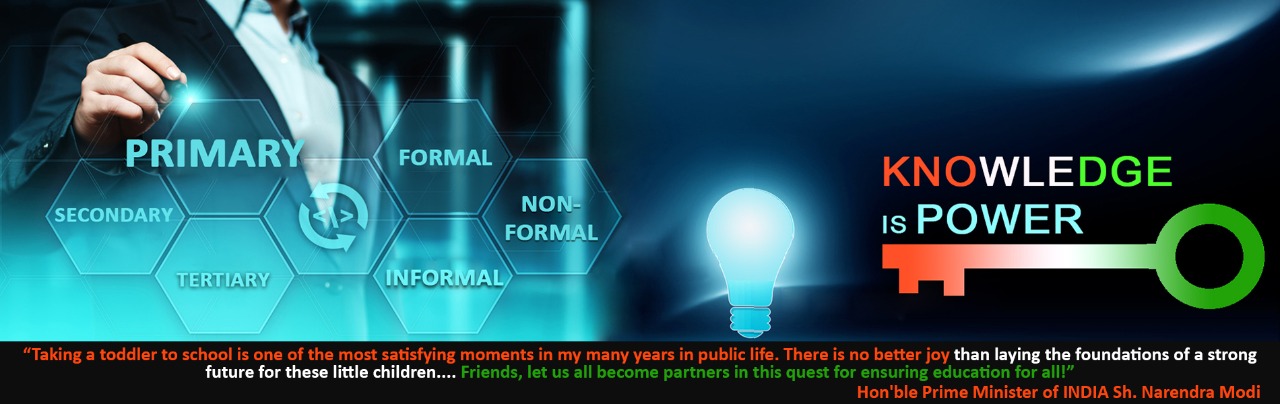 PRIMARY
SECONDARY
TERTIARY
FORMAL
NON-
FORMAL
INFORMAL
KNOWLEDGE
IS POWER
“Taking a toddler to school is one of the most satisfying moments in my many years in public life. There is no better joy than laying the foundations of a strong
future for these little children.... Friends, let us all become partners in this quest for ensuring education for all!”
Hon'ble Prime Minister of INDIA Sh. Narendra Modi